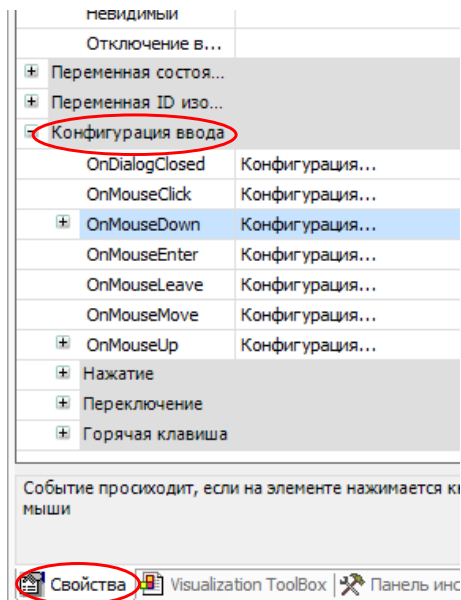 Невидимый
Отключение в...
Переменная состоя...
Переменная ID изо...
Конфигурация ввода
OnDialogClosed Конфигурация...
OnMouseClick Конфигурация...
OnMouseDown Конфигурация...
OnMouseEnter Конфигурация...
OnMouseLeave Конфигурация...
OnMouseMove Конфигурация...
OnMouseUp Конфигурация...
Нажатие
Переключение
Горячая клавиша
Событие просиходит, если на элементе нажимается к
мыши
Свойства Visualization ToolBox Панель инс